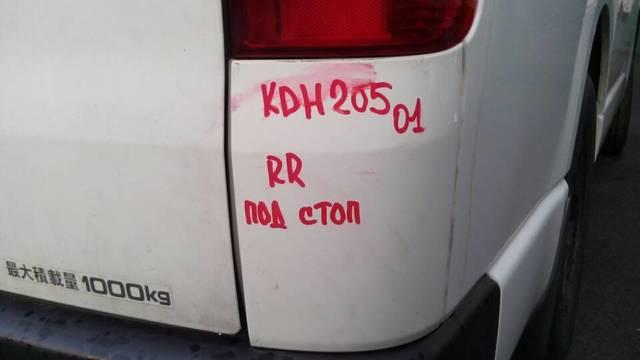 KDH205
01
RR
ПОД СТОП
最大積載量 1000kg